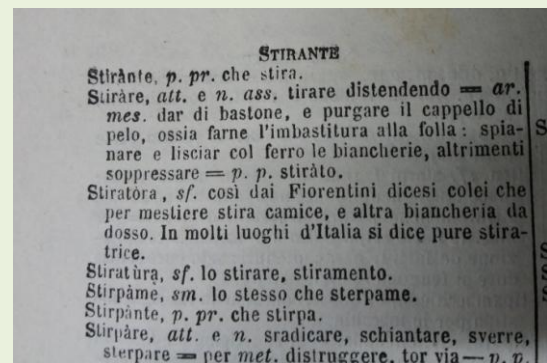 STIRANTE
Stirànte, p. pr. che stira.
Stiràre, att. e n. ass. tirare distendendo = ar.
mes. dar di bastone, e purgare il cappello di
pelo, ossia farne l'imbastitura alla folla: spia-
nare e lisciar col ferro le biancherie, altrimenti
soppressare = p. p. stiràto.
Stiratòra, sf. così dai Fiorentini dicesi colei che
per mestiere stira camice, e altra biancheria da
dosso. In molti luoghi d'Italia si dice pure stira-
trice.
Stiratùra, sf. lo stirare, stiramento.
Stirpàme, sm. lo stesso che sterpame.
Stirpànte, p. pr. che stirpa.
Stirpàre, att. e n. sradicare, schiantare, sverre,
sterpare = per met. distruggere, tor via — p. p.